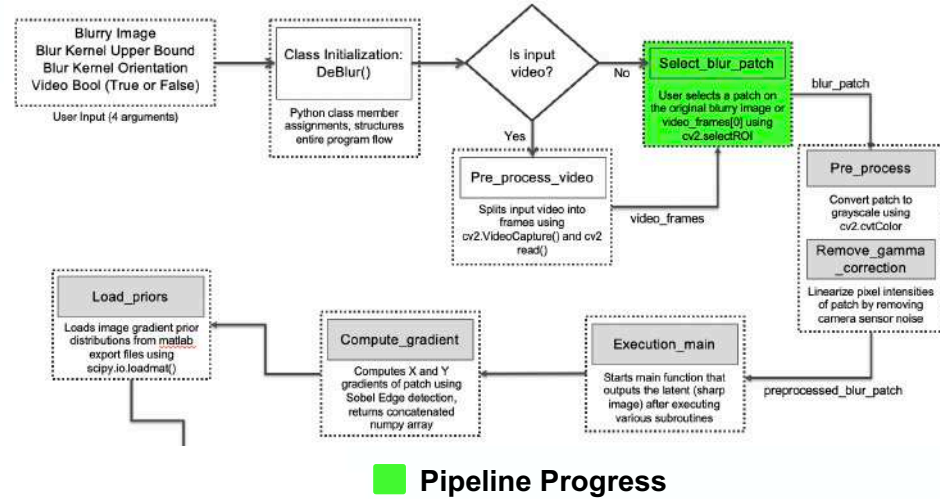 Blurry Image
Blur Kernel Upper Bound
Blur Kernel Orientation
Video Bool (True or False)
User Input (4 arguments)
Class Initialization:
DeBlur()
Python class member
assignments, structures
entire program flow
Is input
video?
No
Yes
Select_blur_patch
User selects a patch on
the original blurry image or
video_frames[0] using
cv2.selectROI
blur_patch
Pre_process_video
Splits input video into
frames using
cv2.VideoCapture() and cv2
read()
video_frames
Pre_process
Convert patch to
grayscale using
cv2.cvtColor
Remove_gamma
_correction
Linearize pixel intensities
of patch by removing
camera sensor noise
preprocessed_blur_patch
Execution_main
Starts main function that
outputs the latent (sharp
image) after executing
various subroutines
Compute_gradient
Computes X and Y
gradients of patch using
Sobel Edge detection,
returns concatenated
numpy array
Load_priors
Loads image gradient prior
distributions from matlab
export files using
scipy.io.loadmat()
Pipeline Progress